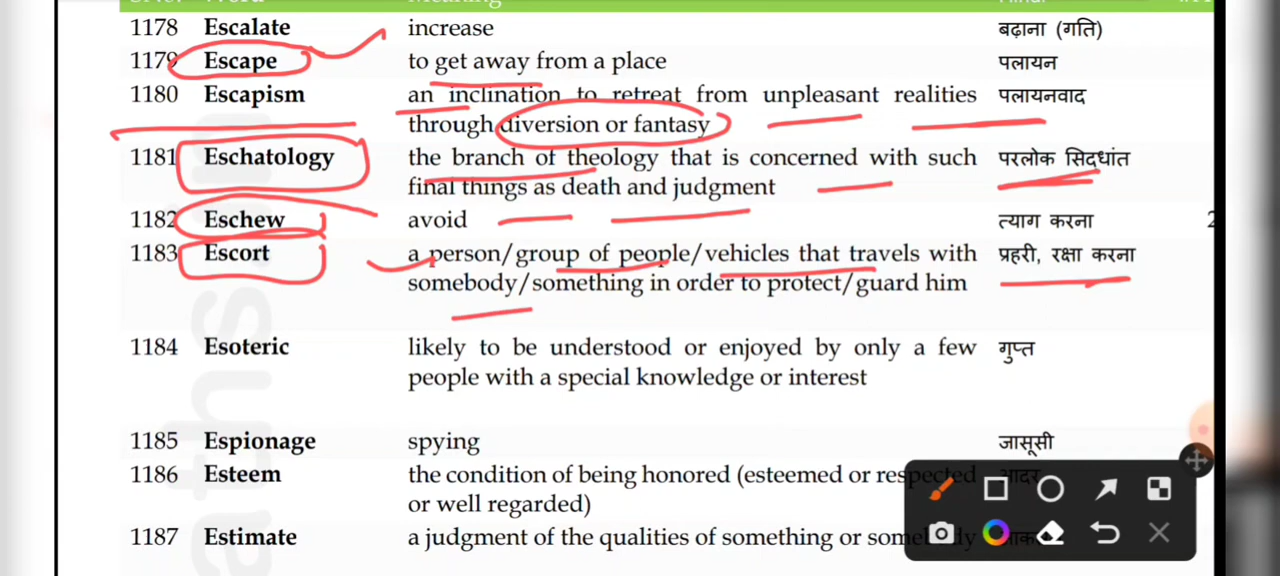 1178 Escalate increase बढ़ाना (गति)
1179 Escape to get away from a place पलायन
1180 Escapism an inclination to retreat from unpleasant realities पलायनवाद
through diversion or fantasy
1181 Eschatology the branch of theology that is concerned with such परलोक सिद्धांत
final things as death and judgment
1182 Eschew avoid त्याग करना 2
1183 Escort a person/group of people/vehicles that travels with प्रहरी, रक्षा करना
somebody/something in order to protect/guard him
1184 Esoteric likely to be understood or enjoyed by only a few गुप्त
people with a special knowledge or interest
1185 Espionage spying जासूसी
1186 Esteem the condition of being honored (esteemed or respected आदर
or well regarded)
1187 Estimate a judgment of the qualities of something or somebody